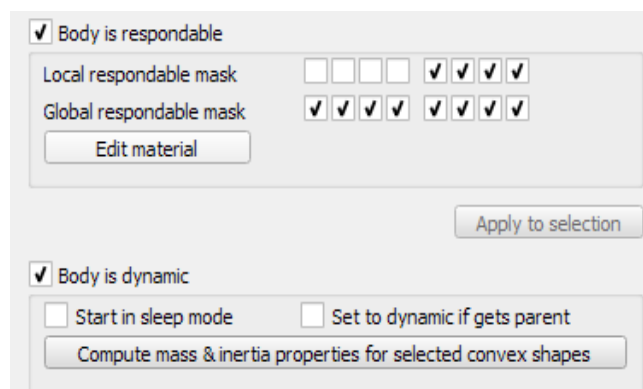 Body is respondable
Local respondable mask
Global respondable mask
Edit material
Apply to selection
Body is dynamic
Start in sleep mode Set to dynamic if gets parent
Compute mass & inertia properties for selected convex shapes